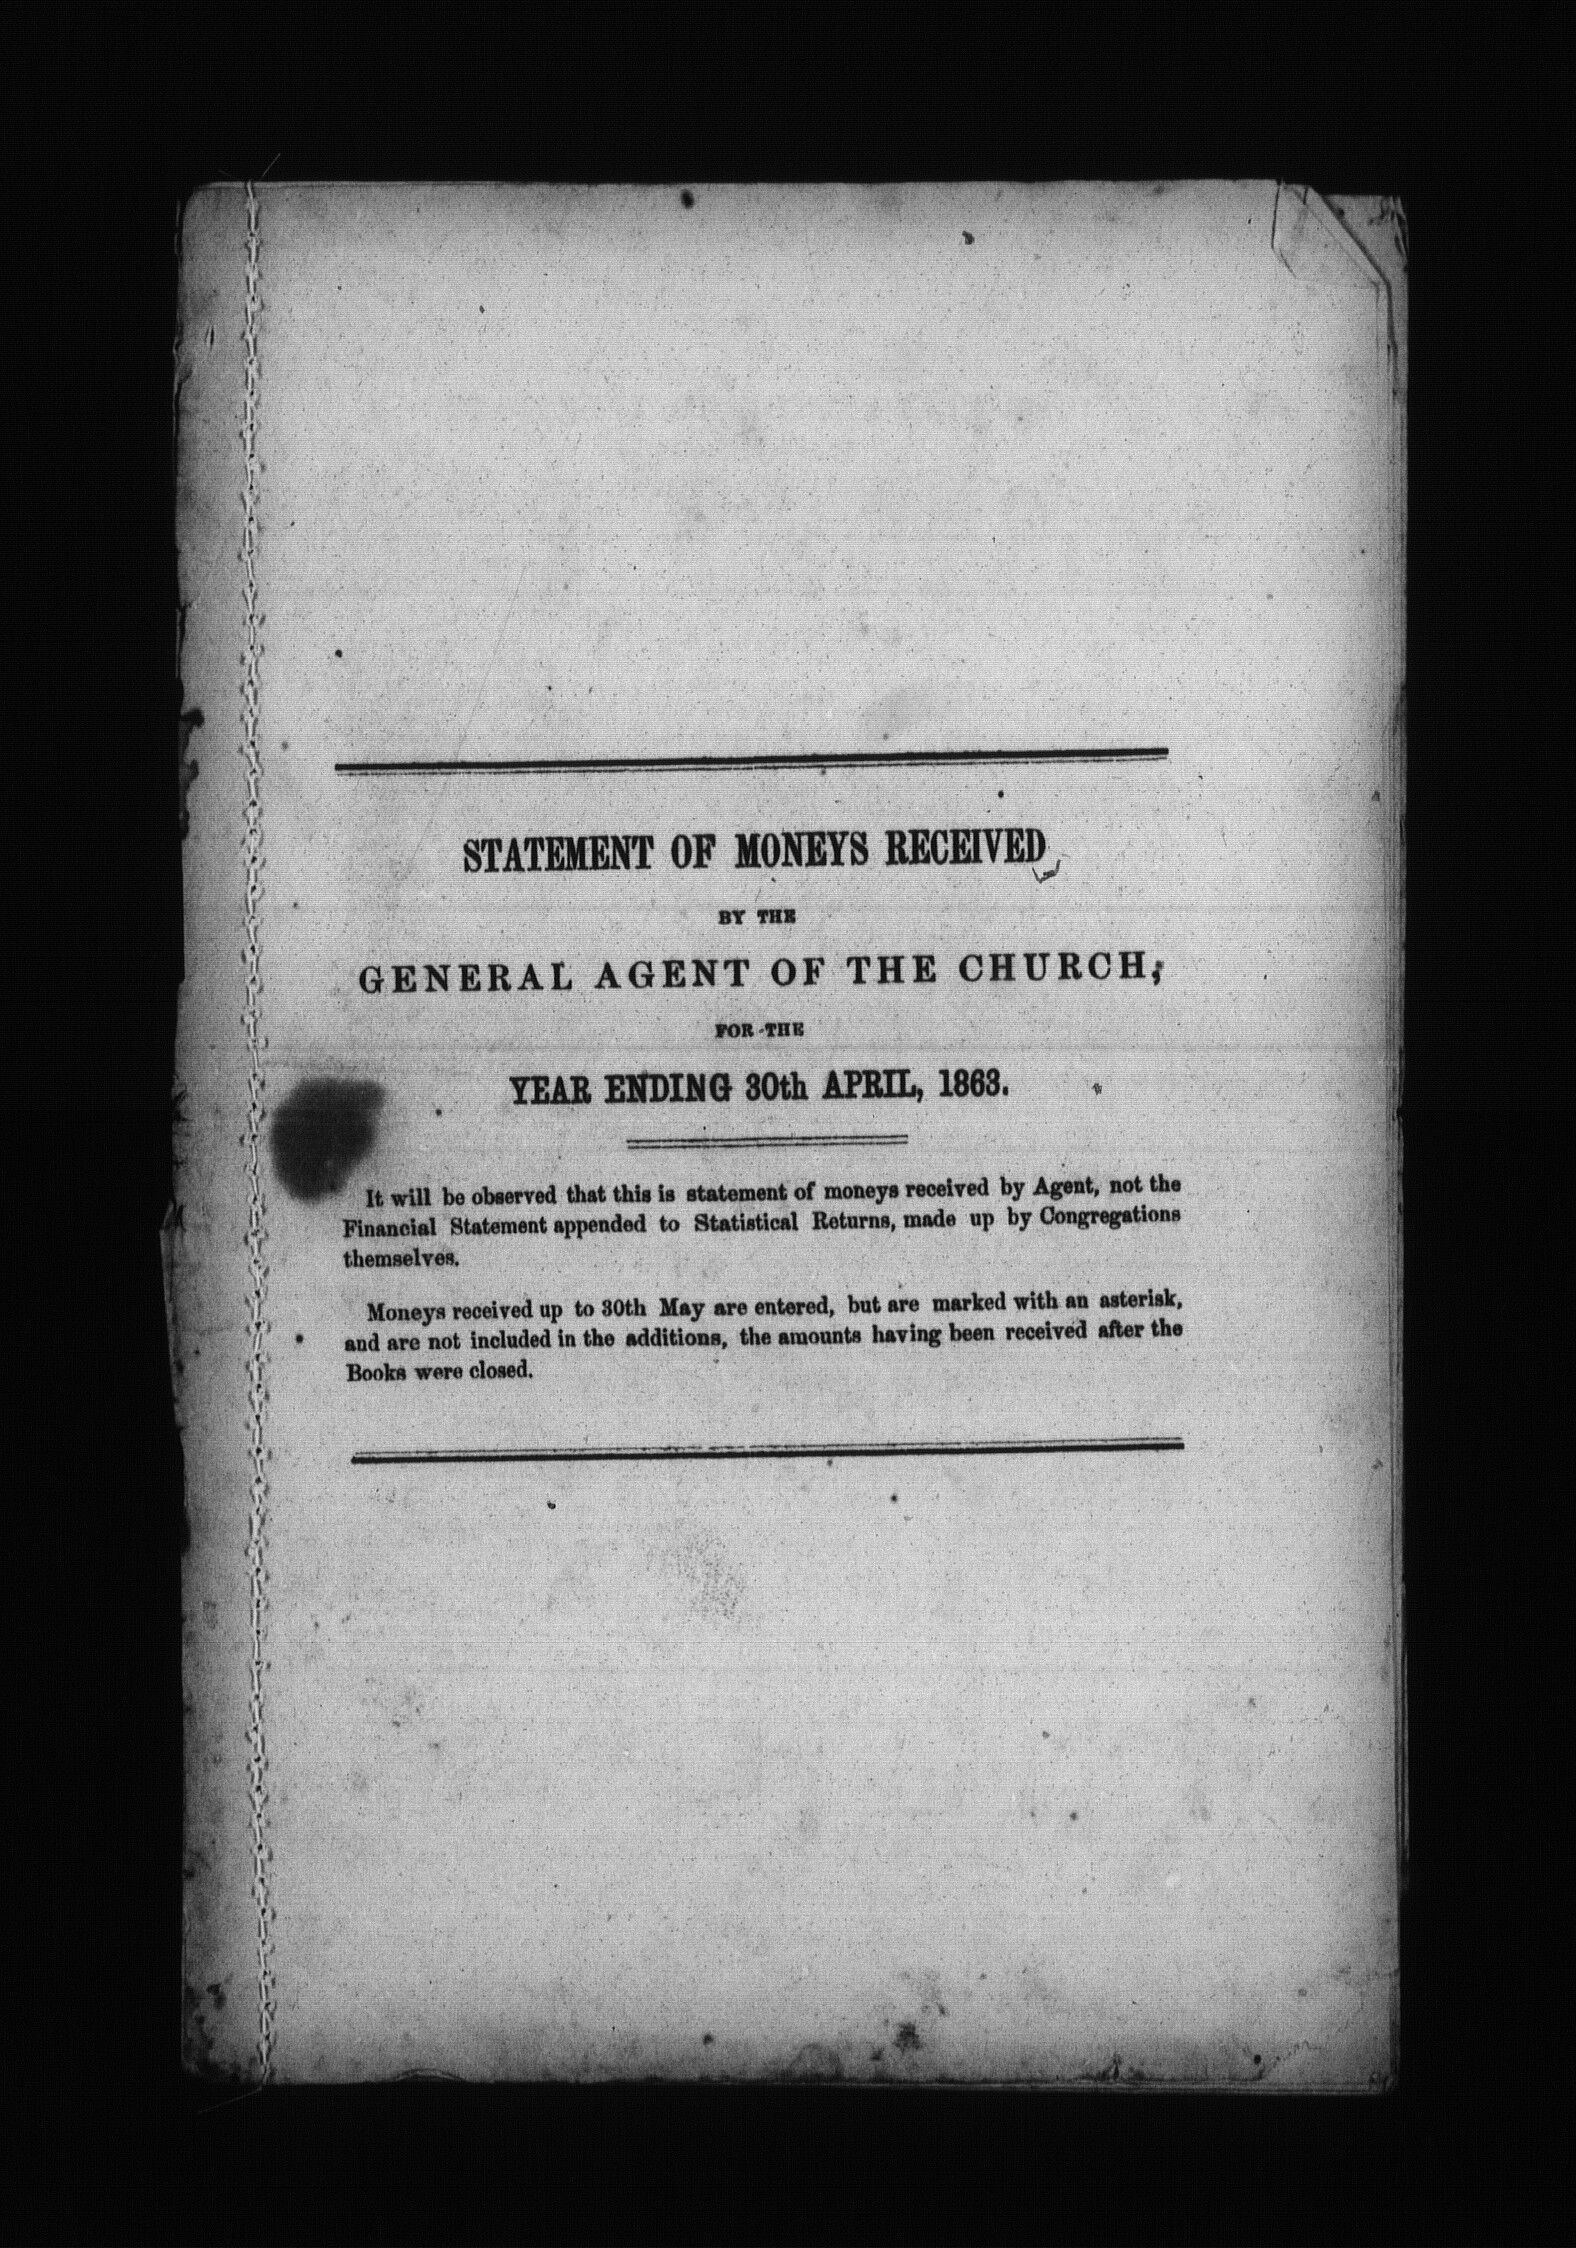 STATEMENT OF MONEYS RECEIVED
BY THE
GENERAL AGENT OF THE CHURCH,
FOR THE
YEAR ENDING 30th APRIL, 1863.
It will be observed that this is statement of moneys received by Agent, not the
Financial Statement appended to Statistical Returns, made up by Congregations
themselves.
Moneys received up to 30th May are entered, but are marked with an asterisk,
and are not included in the additions, the amounts having been received after the
Books were closed.